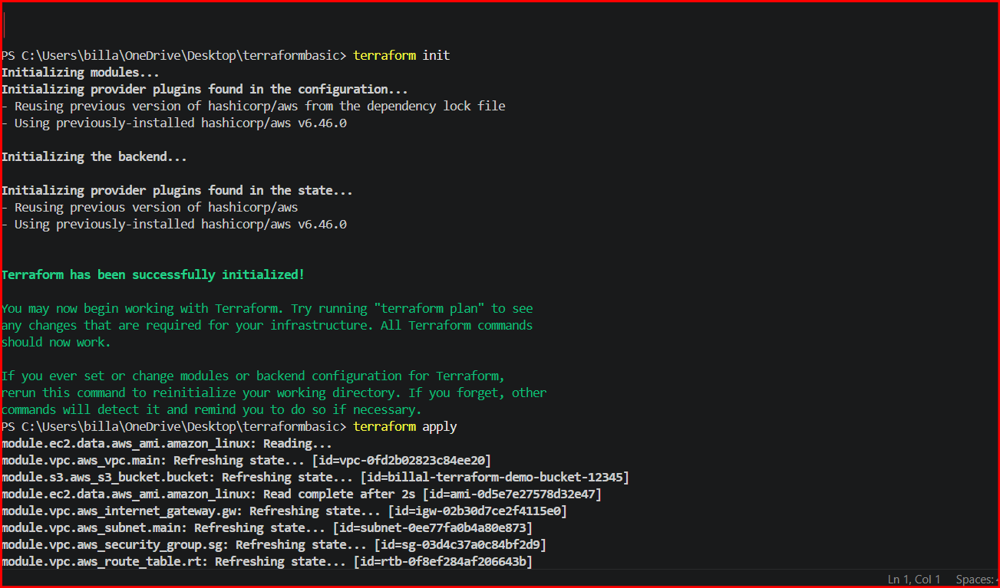 PS C:\Users\billa\OneDrive\Desktop\terraformbasic> terraform init
Initializing modules...
Initializing provider plugins found in the configuration...
- Reusing previous version of hashicorp/aws from the dependency lock file
- Using previously-installed hashicorp/aws v6.46.0
Initializing the backend...
Initializing provider plugins found in the state...
- Reusing previous version of hashicorp/aws
- Using previously-installed hashicorp/aws v6.46.0
Terraform has been successfully initialized!
You may now begin working with Terraform. Try running "terraform plan" to see
any changes that are required for your infrastructure. All Terraform commands
should now work.
If you ever set or change modules or backend configuration for Terraform,
rerun this command to reinitialize your working directory. If you forget, other
commands will detect it and remind you to do so if necessary.
PS C:\Users\billa\OneDrive\Desktop\terraformbasic> terraform apply
module.ec2.data.aws_ami.amazon_linux: Reading...
module.vpc.aws_vpc.main: Refreshing state... [id=vpc-0fd2b02823c84ee20]
module.s3.aws_s3_bucket.bucket: Refreshing state... [id=billal-terraform-demo-bucket-12345]
module.ec2.data.aws_ami.amazon_linux: Read complete after 2s [id=ami-0d5e7e27578d32e47]
module.vpc.aws_internet_gateway.gw: Refreshing state... [id=igw-02b30d7ce2f4115e0]
module.vpc.aws_subnet.main: Refreshing state... [id=subnet-0ee77fa0b4a80e873]
module.vpc.aws_security_group.sg: Refreshing state... [id=sg-03d4c37a0c84bf2d9]
module.vpc.aws_route_table.rt: Refreshing state... [id=rtb-0f8ef284af206643b]
Ln 1, Col 1 Spaces: